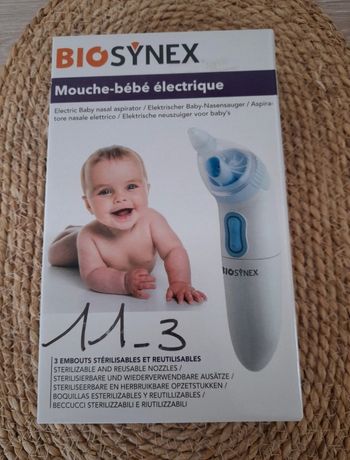 BIOSYNEX
Mouche-bébé électrique
Electric Baby nasal aspirator / Elektrischer Baby-Nasensauger / Aspira-
tore nasale elettrico / Elektrische neuszuiger voor baby's
BIOSYNEX
11-3
3 EMBOUTS STÉRILISABLES ET REUTILISABLES
STERILIZABLE AND REUSABLE NOZZLES /
STERILISIERBARE UND WIEDERVERWENDBARE AUSÄTZE /
STERILISEERBARE EN HERBRUIKBARE OPZETSTUKKEN /
BOQUILLAS ESTERILIZABLES Y REUTILLIZABLES /
BECCUCCI STERILIZZABILI E RIUTILIZZABILI